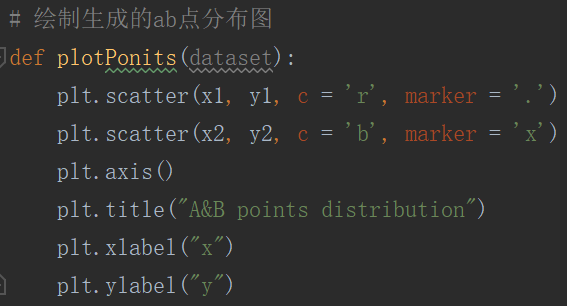 # 绘制生成的ab点分布图
def plotPonits(dataset):
    plt.scatter(x1, y1, c = 'r', marker = '.')
    plt.scatter(x2, y2, c = 'b', marker = 'x')
    plt.axis()
    plt.title("A&B points distribution")
    plt.xlabel("x")
    plt.ylabel("y")